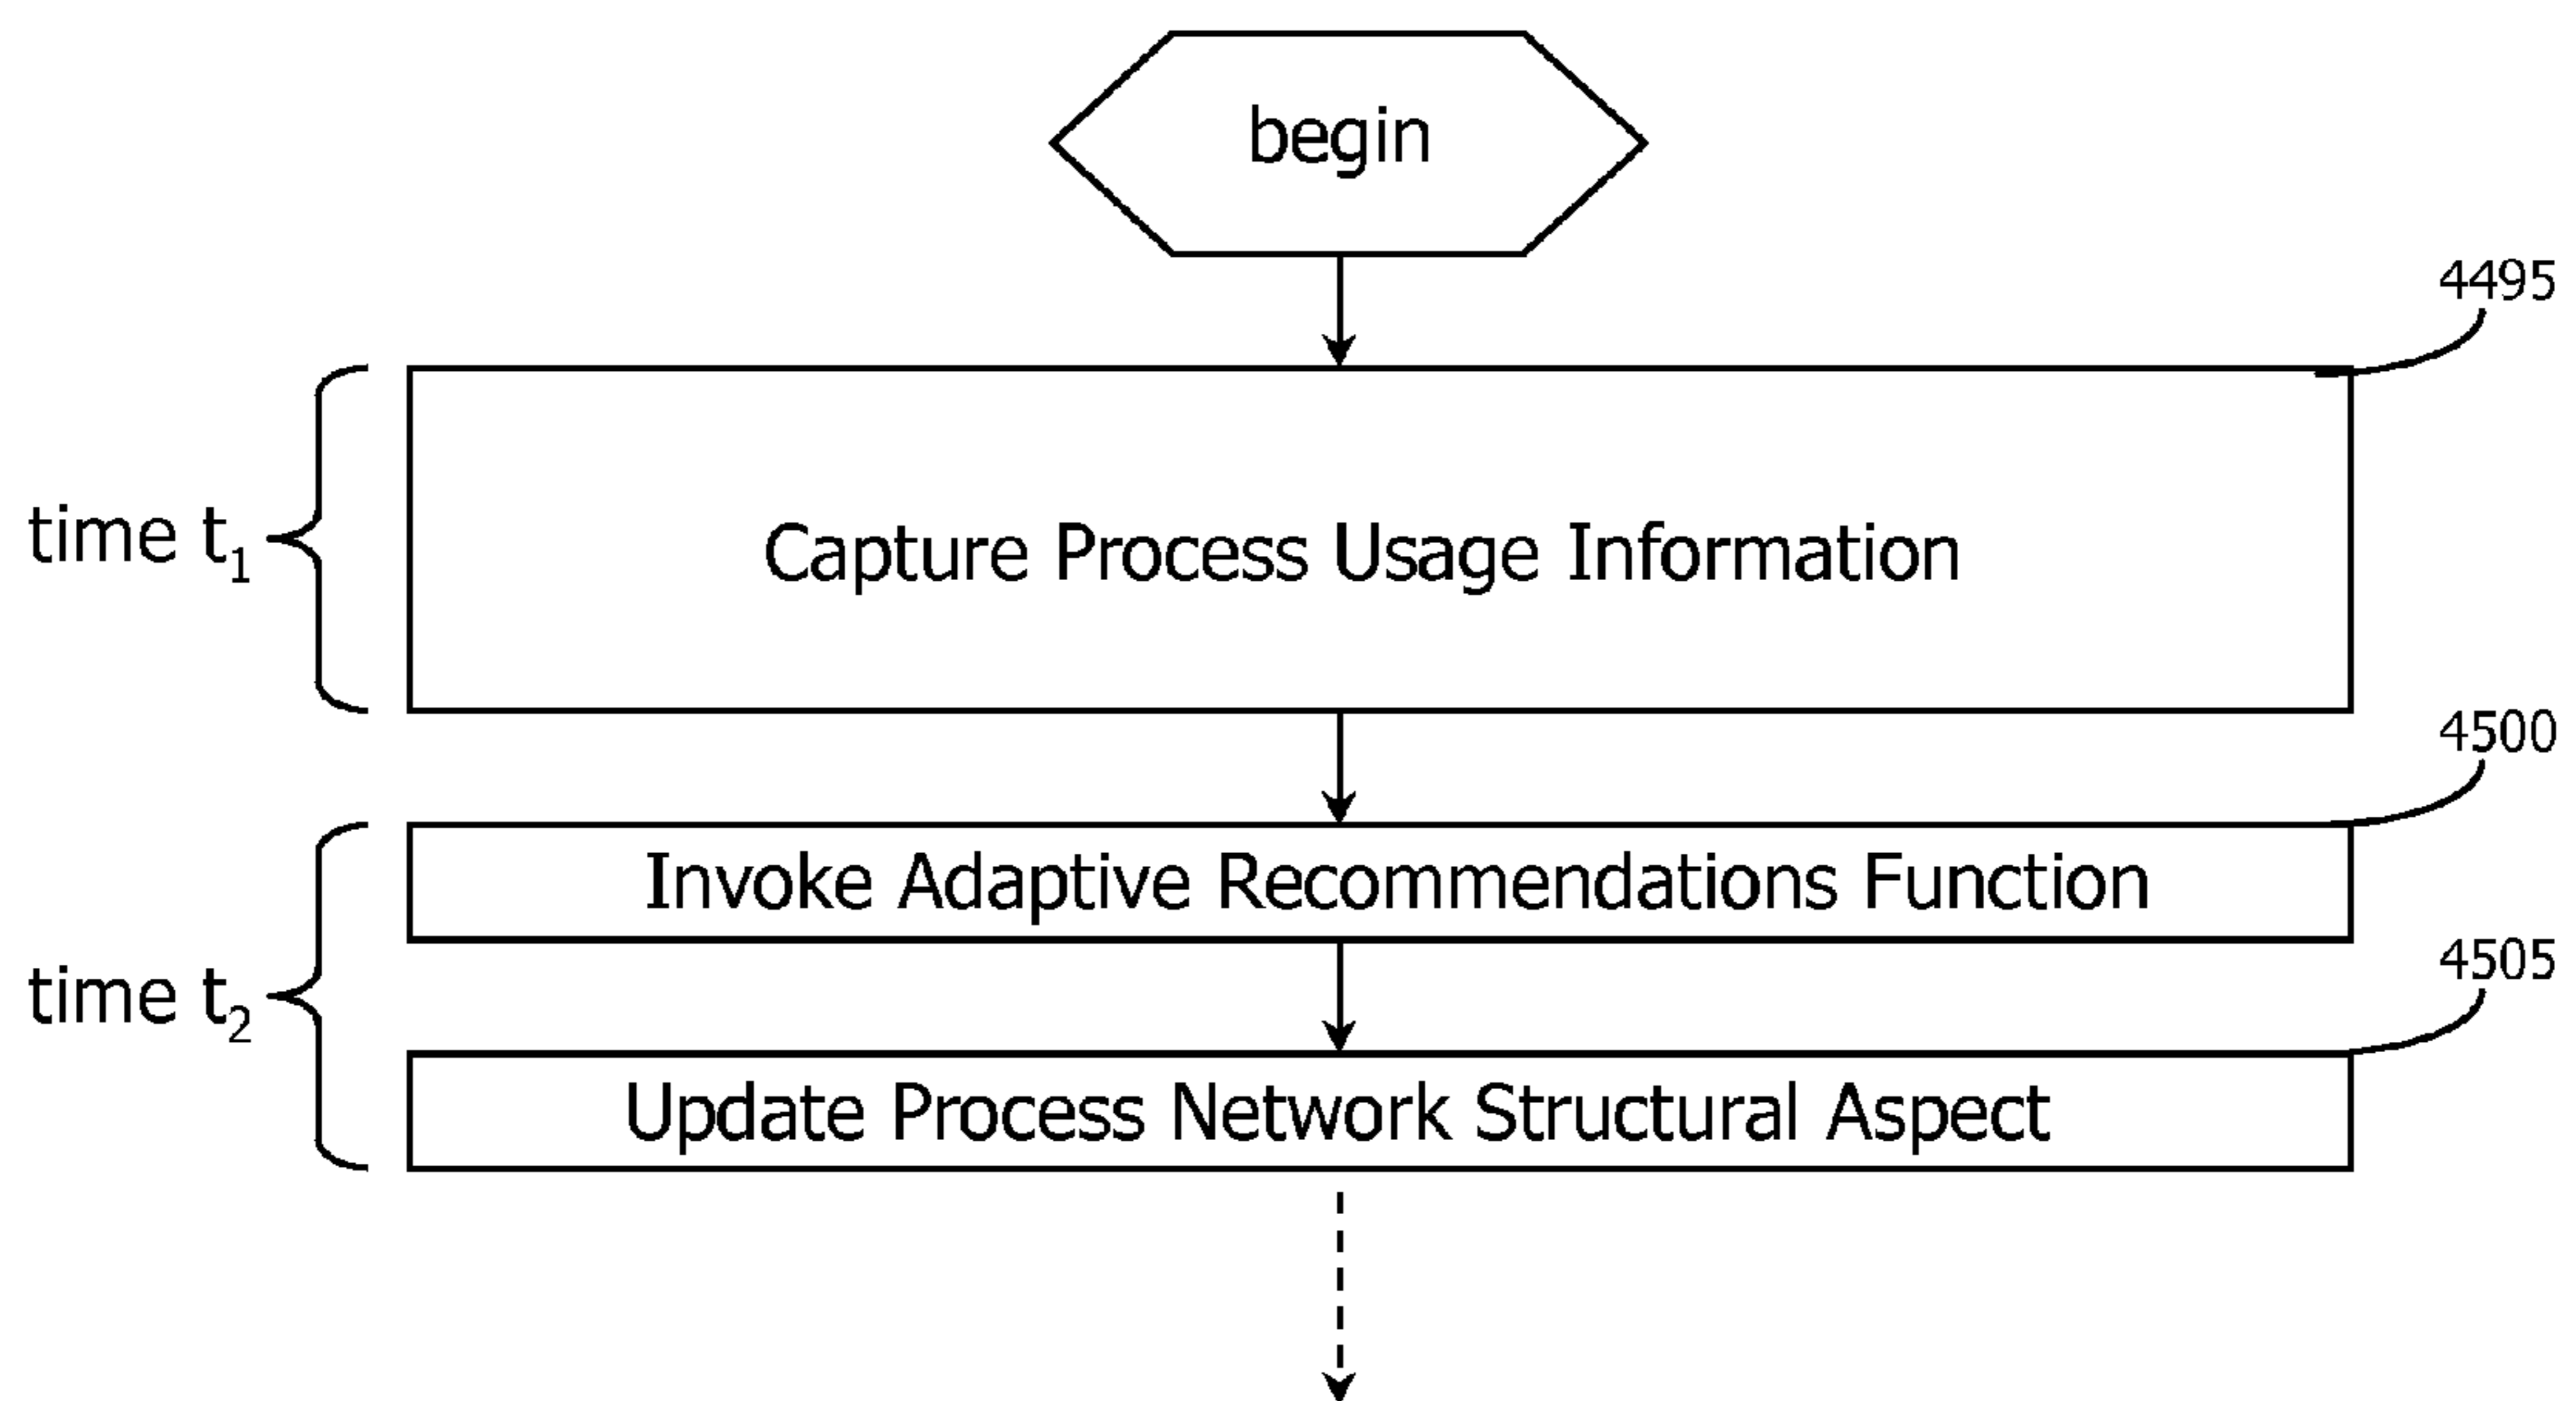 begin
4495
time t1
Capture Process Usage Information
4500
Invoke Adaptive Recommendations Function
4505
time t2
Update Process Network Structural Aspect